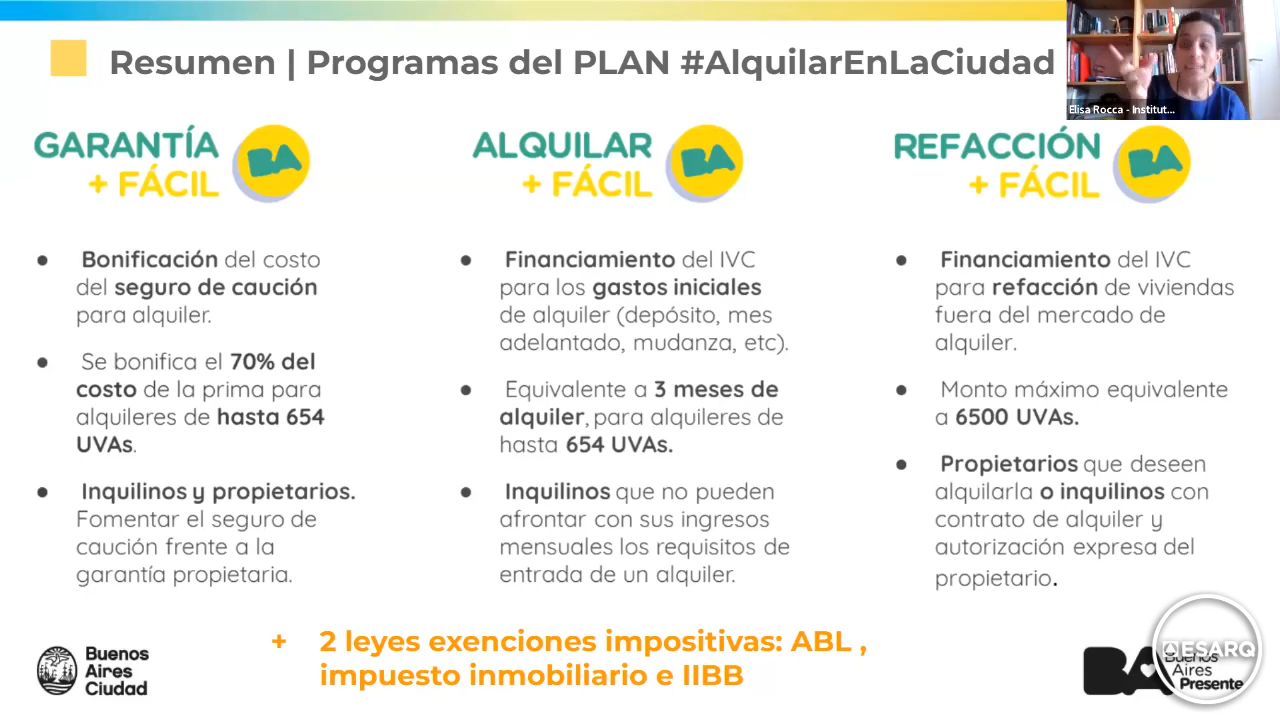 Resumen | Programas del PLAN #AlquilarEnLaCiudad
Elisa Rocca - Institut...
GARANTÍA
+ FÁCIL
BA
● Bonificación del costo
del seguro de caución
para alquiler.
● Se bonifica el 70% del
costo de la prima para
alquileres de hasta 654
UVAs.
● Inquilinos y propietarios.
Fomentar el seguro de
caución frente a la
garantía propietaria.
ALQUILAR
+ FÁCIL
BA
● Financiamiento del IVC
para los gastos iniciales
de alquiler (depósito, mes
adelantado, mudanza, etc).
● Equivalente a 3 meses de
alquiler, para alquileres de
hasta 654 UVAs.
● Inquilinos que no pueden
afrontar con sus ingresos
mensuales los requisitos de
entrada de un alquiler.
REFACCIÓN
+ FÁCIL
BA
● Financiamiento del IVC
para refacción de viviendas
fuera del mercado de
alquiler.
● Monto máximo equivalente
a 6500 UVAs.
● Propietarios que deseen
alquilarla o inquilinos con
contrato de alquiler y
autorización expresa del
propietario.
+ 2 leyes exenciones impositivas: ABL ,
impuesto inmobiliario e IIBB
Buenos
Aires
Ciudad
BA
Buenos
Aires
Presente
AESARQ